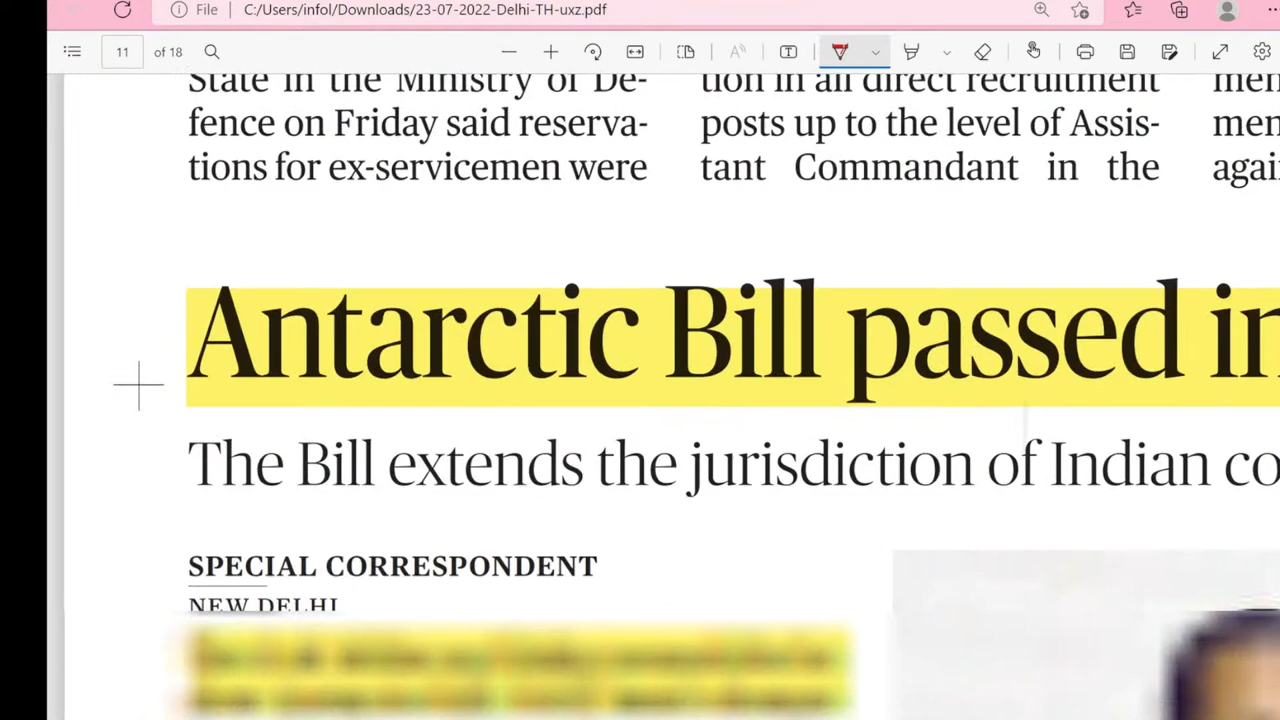 File C:/Users/infol/Downloads/23-07-2022-Delhi-TH-uxz.pdf
11 of 18
State in the Ministry of De-
fence on Friday said reserva-
tions for ex-servicemen were
tion in all direct recruitment
posts up to the level of Assis-
tant Commandant in the
Antarctic Bill passed in
The Bill extends the jurisdiction of Indian co
SPECIAL CORRESPONDENT
NEW DELHI